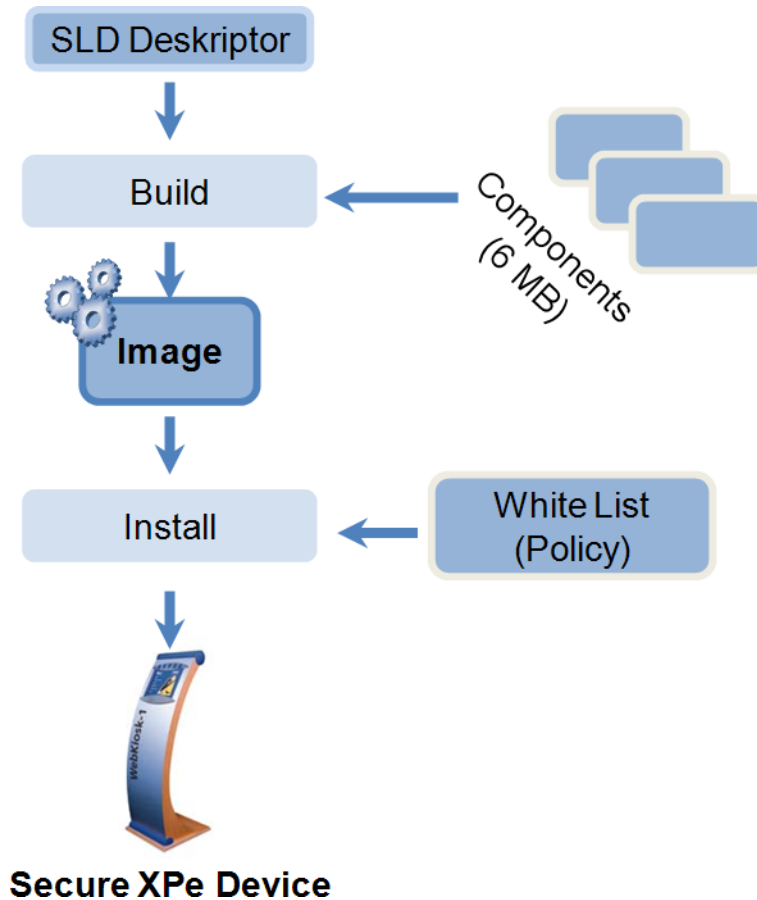 SLD Deskriptor
Build
Components
(6 MB)
Image
Install
White List
(Policy)
WebKiosk-1
Secure XPe Device